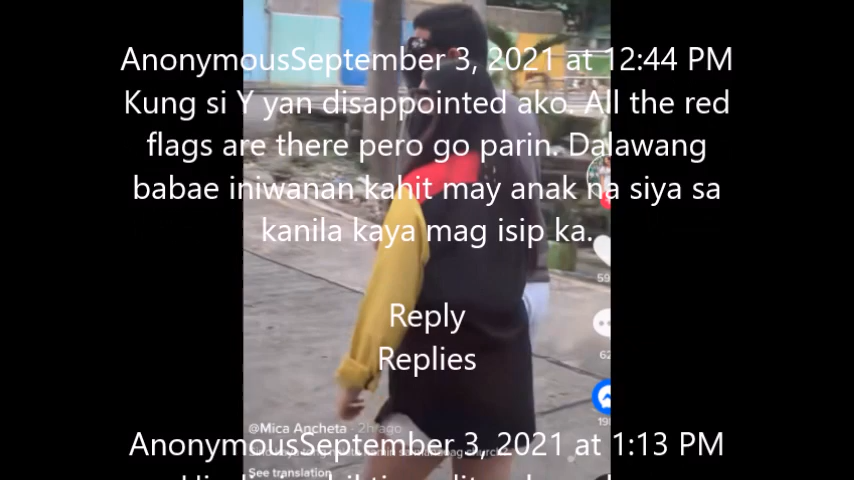 AnonymousSeptember 3, 2021 at 12:44 PM
Kung si Y yan disappointed ako. All the red
flags are there pero go parin. Dalawang
babae iniwanan kahit may anak na siya sa
kanila kaya mag isip ka.
Reply
Replies
@Mica Ancheta · 2h ago
AnonymousSeptember 3, 2021 at 1:13 PM
See translation